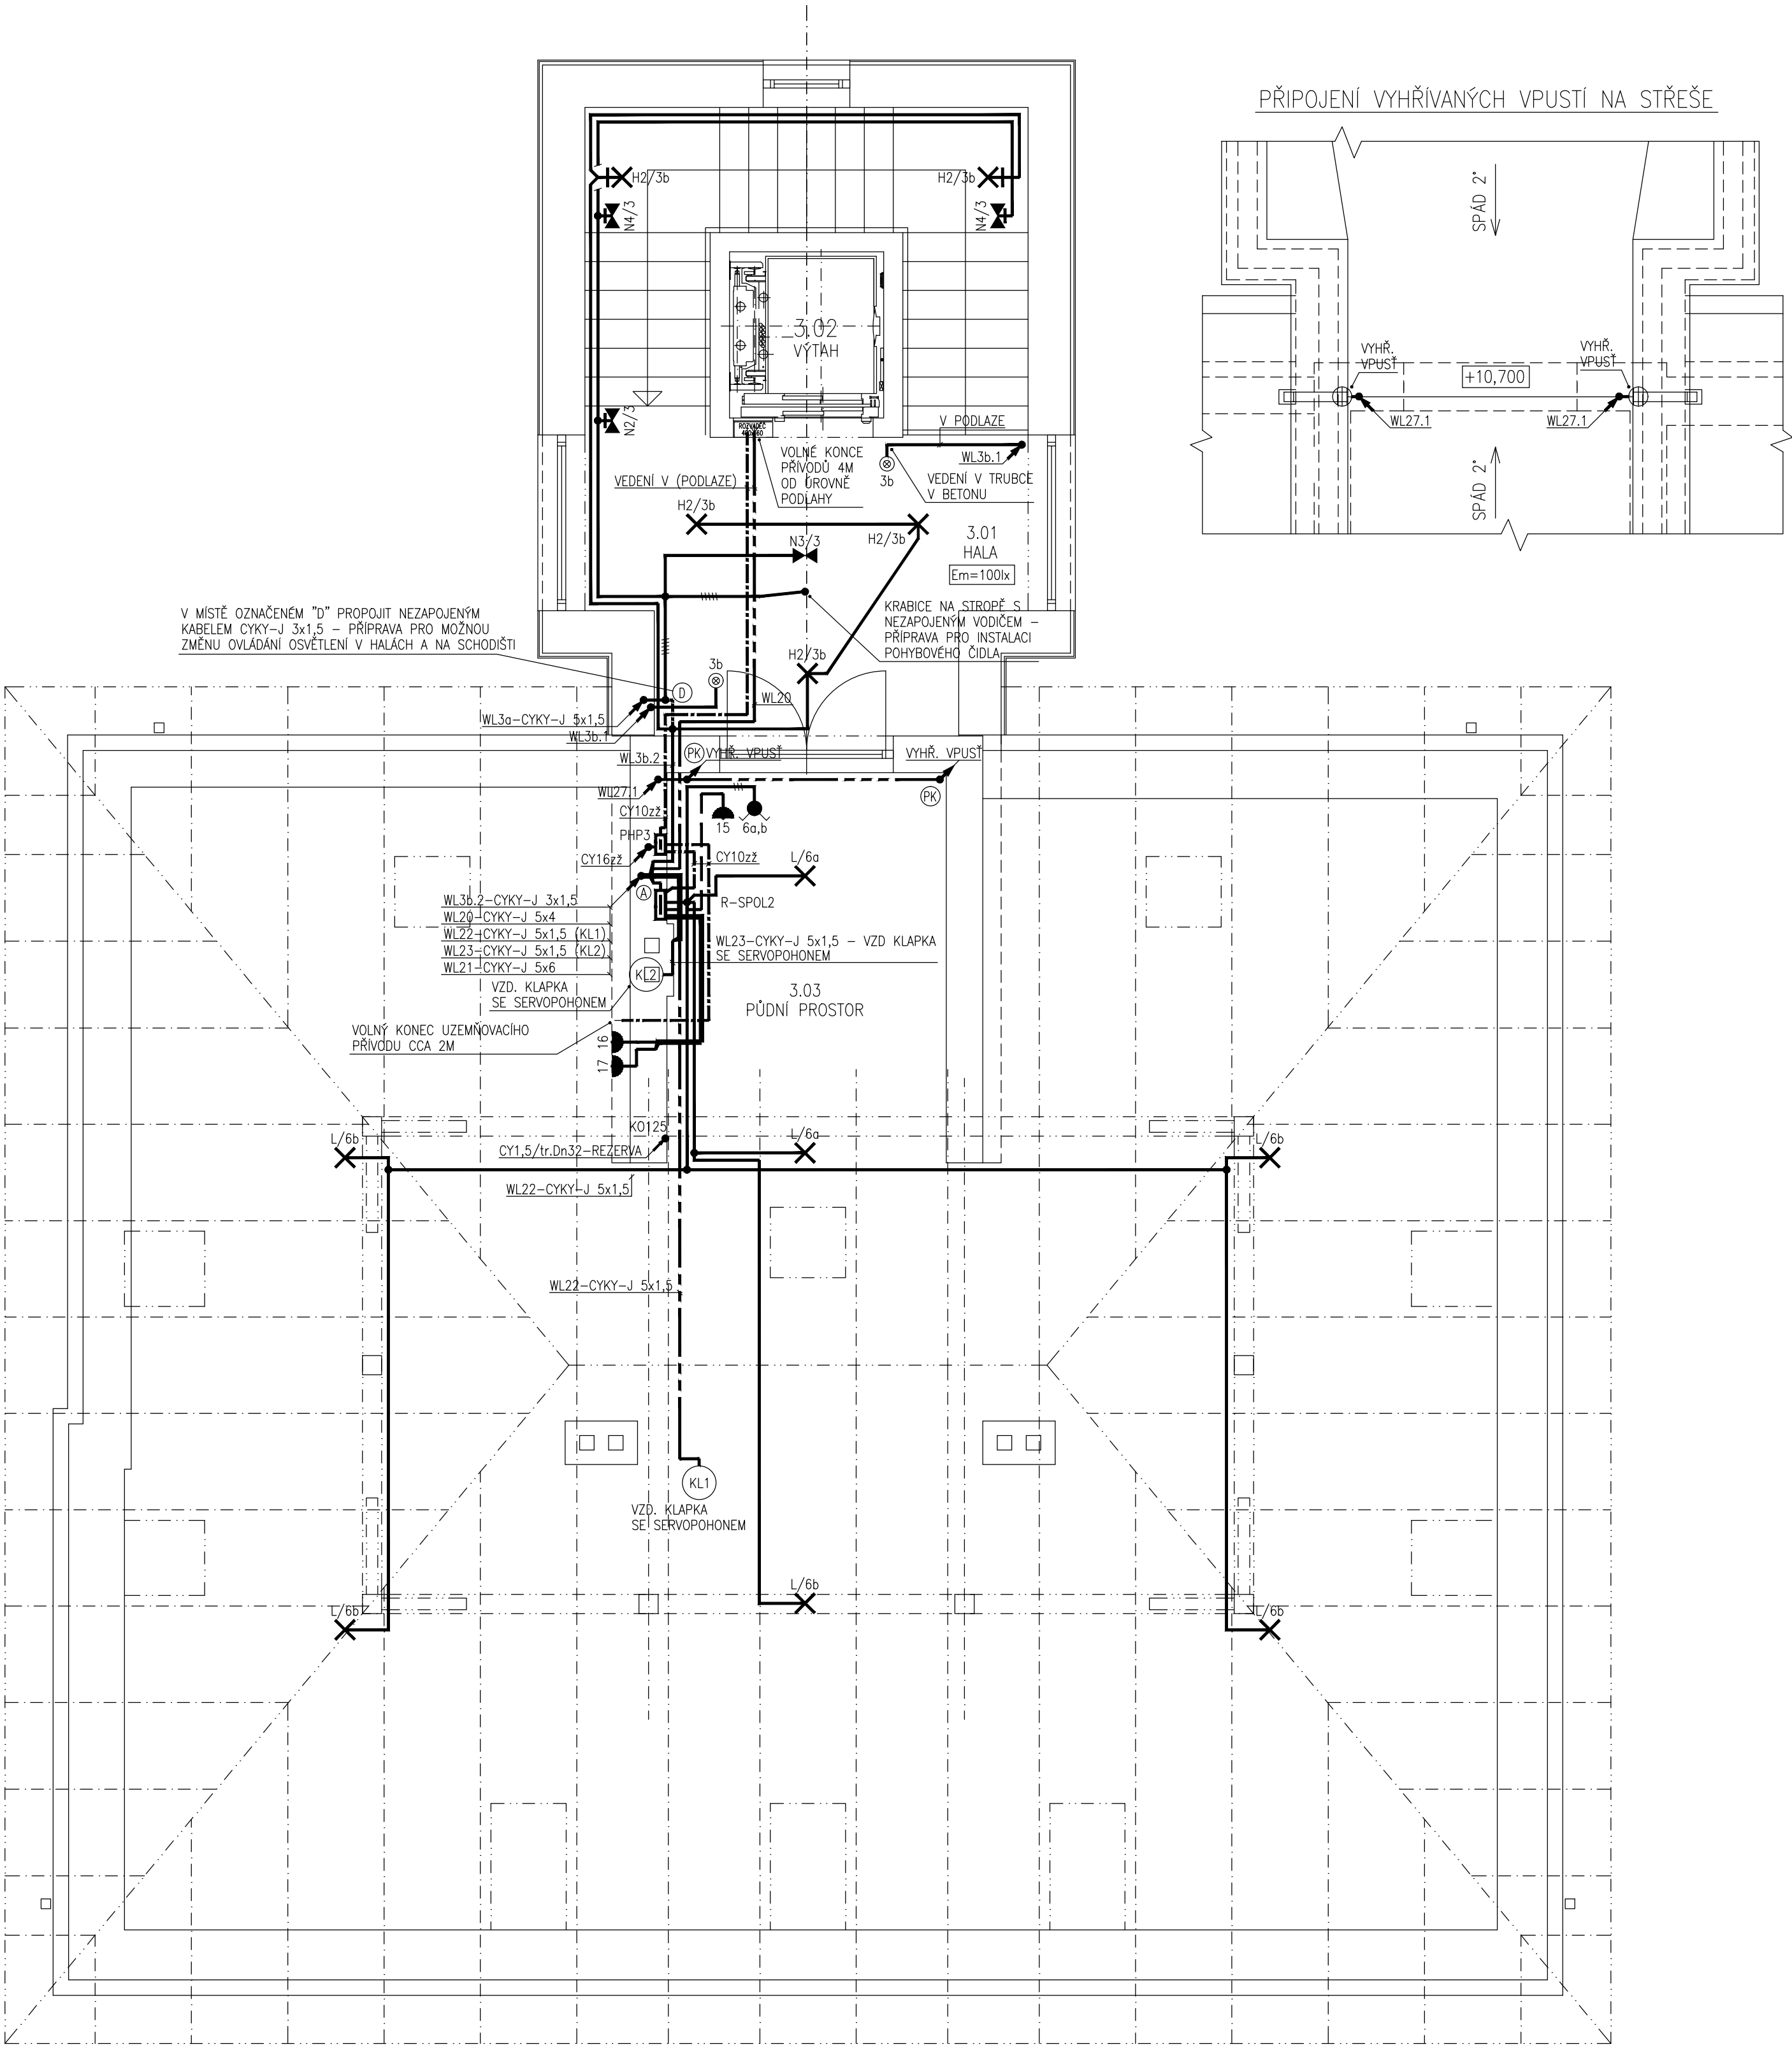 PŘIPOJENÍ VYHŘÍVANÝCH VPUSTÍ NA STŘEŠE
SPÁD 2°
VYHŘ.
VPUSŤ
VYHŘ.
VPUSŤ
+10,700
WL27.1
WL27.1
SPÁD 2°
H2/3b
H2/3b
N4/3
N4/3
3.02
VÝTAH
N2/3
ROZVADĚČ
V PODLAZE
WL3b.1
3b
VOLNÉ KONCE
PŘÍVODŮ 4M
OD ÚROVNĚ
PODLAHY
VEDENÍ V TRUBCE
V BETONU
VEDENÍ V (PODLAZE)
H2/3b
H2/3b
N3/3
3.01
HALA
Em=100lx
KRABICE NA STROPĚ S
NEZAPOJENÝM VODIČEM –
PŘÍPRAVA PRO INSTALACI
POHYBOVÉHO ČIDLA
V MÍSTĚ OZNAČENÉM "D" PROPOJIT NEZAPOJENÝM
KABELEM CYKY–J 3x1,5 – PŘÍPRAVA PRO MOŽNOU
ZMĚNU OVLÁDÁNÍ OSVĚTLENÍ V HALÁCH A NA SCHODIŠTI
H2/3b
3b
D
WL20
WL3a–CYKY–J 5x1,5
WL3b.1
WL3b.2
PK
VYHŘ. VPUSŤ
VYHŘ. VPUSŤ
WL27.1
PK
CY10zž
15
6a,b
PHP3
CY16zž
CY10zž
L/6a
A
R–SPOL2
WL3b.2–CYKY–J 3x1,5
WL20–CYKY–J 5x4
WL22–CYKY–J 5x1,5 (KL1)
WL23–CYKY–J 5x1,5 (KL2)
WL21–CYKY–J 5x6
WL23–CYKY–J 5x1,5 – VZD KLAPKA
SE SERVOPOHONEM
KL2
VZD. KLAPKA
SE SERVOPOHONEM
3.03
PŮDNÍ PROSTOR
VOLNÝ KONEC UZEMŇOVACÍHO
PŘÍVODU CCA 2M
16
17
KO125
CY1,5/tr.Dn32–REZERVA
L/6a
L/6b
L/6b
WL22–CYKY–J 5x1,5
WL22–CYKY–J 5x1,5
KL1
VZD. KLAPKA
SE SERVOPOHONEM
L/6b
L/6b
L/6b